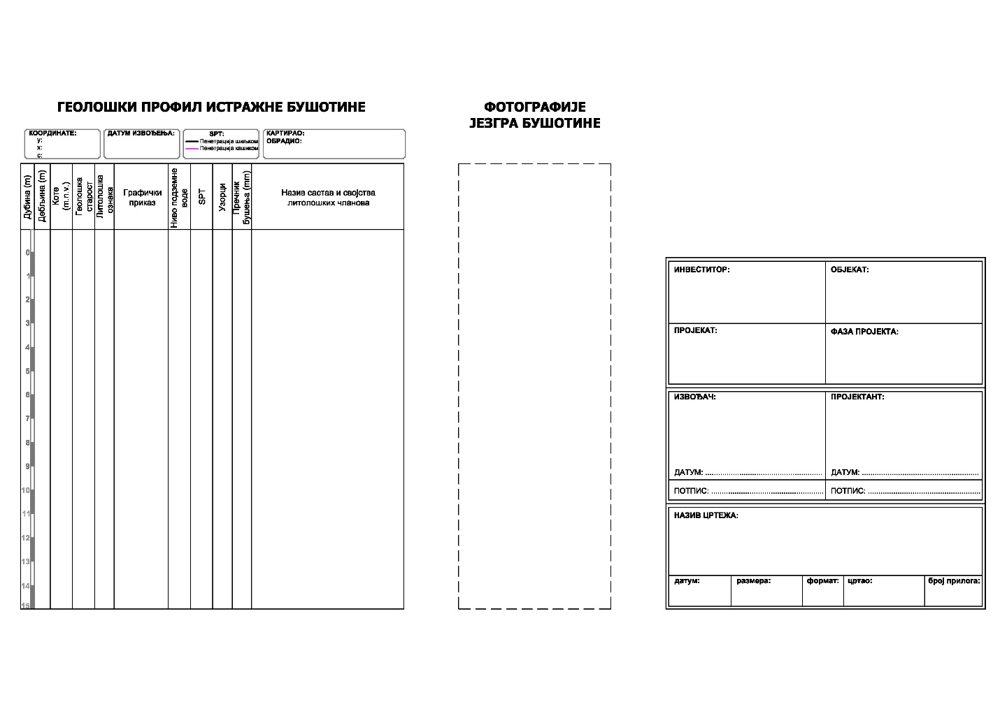 ГЕОЛОШКИ ПРОФИЛ ИСТРАЖНЕ БУШОТИНЕ
КООРДИНАТЕ:
y:
x:
c:
ДАТУМ ИЗВОЂЕЊА:
SPT:
Пенетрација шиљком
Пенетрација кашиком
КАРТИРАО:
ОБРАДИО:
Дубина (m)
Дебљина (m)
Коте
(m.n.v.)
Геолошка
старост
Литолошка
ознака
Графички
приказ
Ниво подземне
воде
SPT
Узорци
Пречник
бушења (mm)
Назив састав и својства
литолошких чланова
0
1
2
3
4
5
6
7
8
9
10
11
12
13
14
15
ФОТОГРАФИЈЕ
ЈЕЗГРА БУШОТИНЕ
ИНВЕСТИТОР:
ОБЈЕКАТ:
ПРОЈЕКАТ:
ФАЗА ПРОЈЕКТА:
ИЗВОЂАЧ:
ПРОЈЕКТАНТ:
ДАТУМ: ......................................................
ДАТУМ: ......................................................
ПОТПИС: ....................................................
ПОТПИС: ....................................................
НАЗИВ ЦРТЕЖА:
датум:
размера:
формат:
цртао:
број прилога: